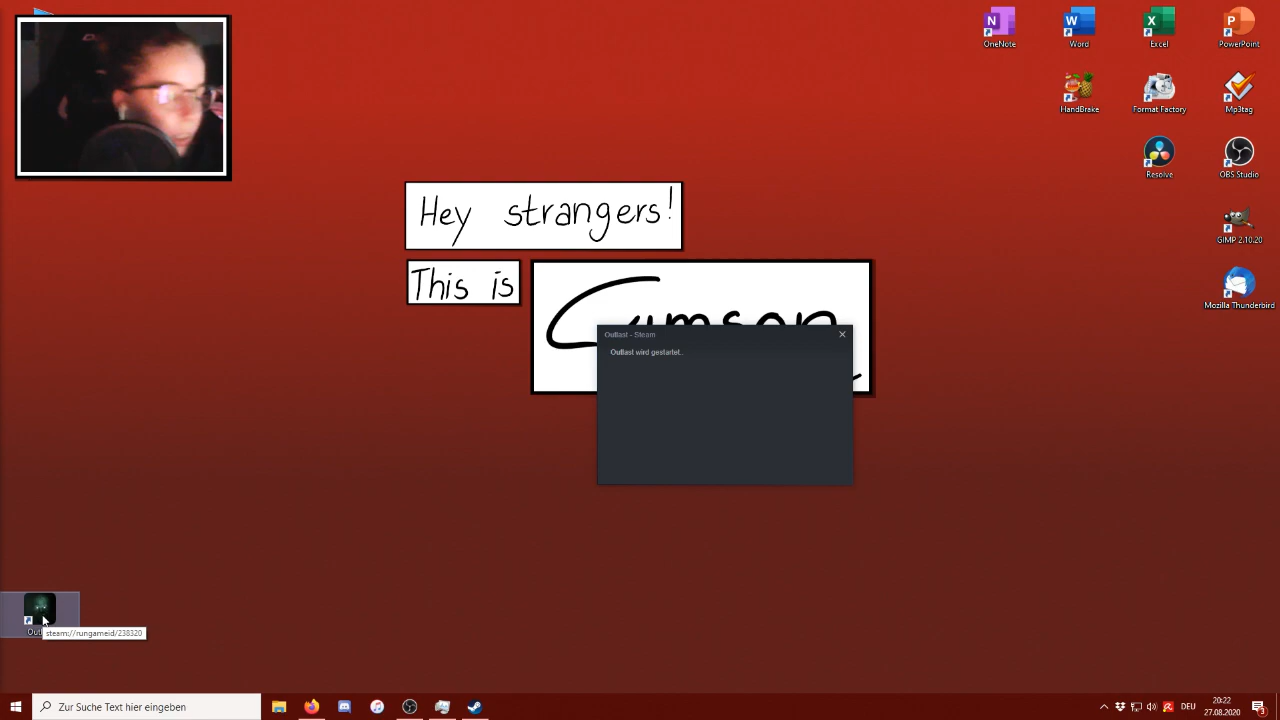 OneNote
Word
Excel
PowerPoint
HandBrake
Format Factory
Mp3tag
Resolve
OBS Studio
GIMP 2.10.20
Mozilla Thunderbird
Hey strangers!
This is
Outlast - Steam
Outlast wird gestartet..
steam://rungameid/238320
Zur Suche Text hier eingeben
DEU
20:22
27.08.2020